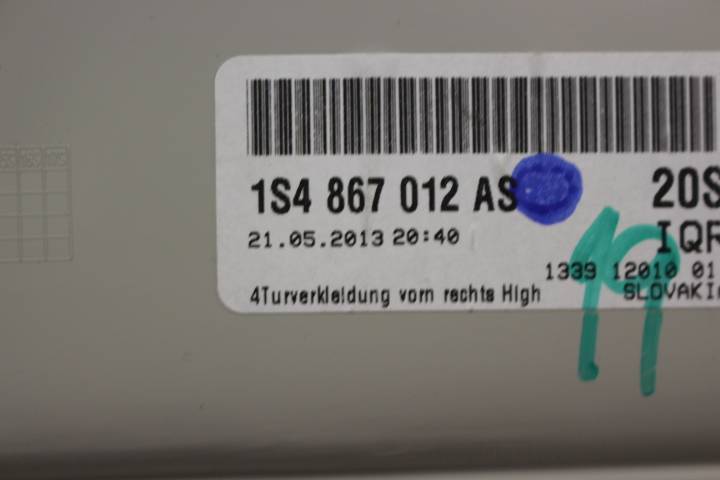 1S4 867 012 AS 20S
21.05.2013 20:40 IQR
1339 12010 01
4Turverkleidung vorn rechts High SLOVAKI
99